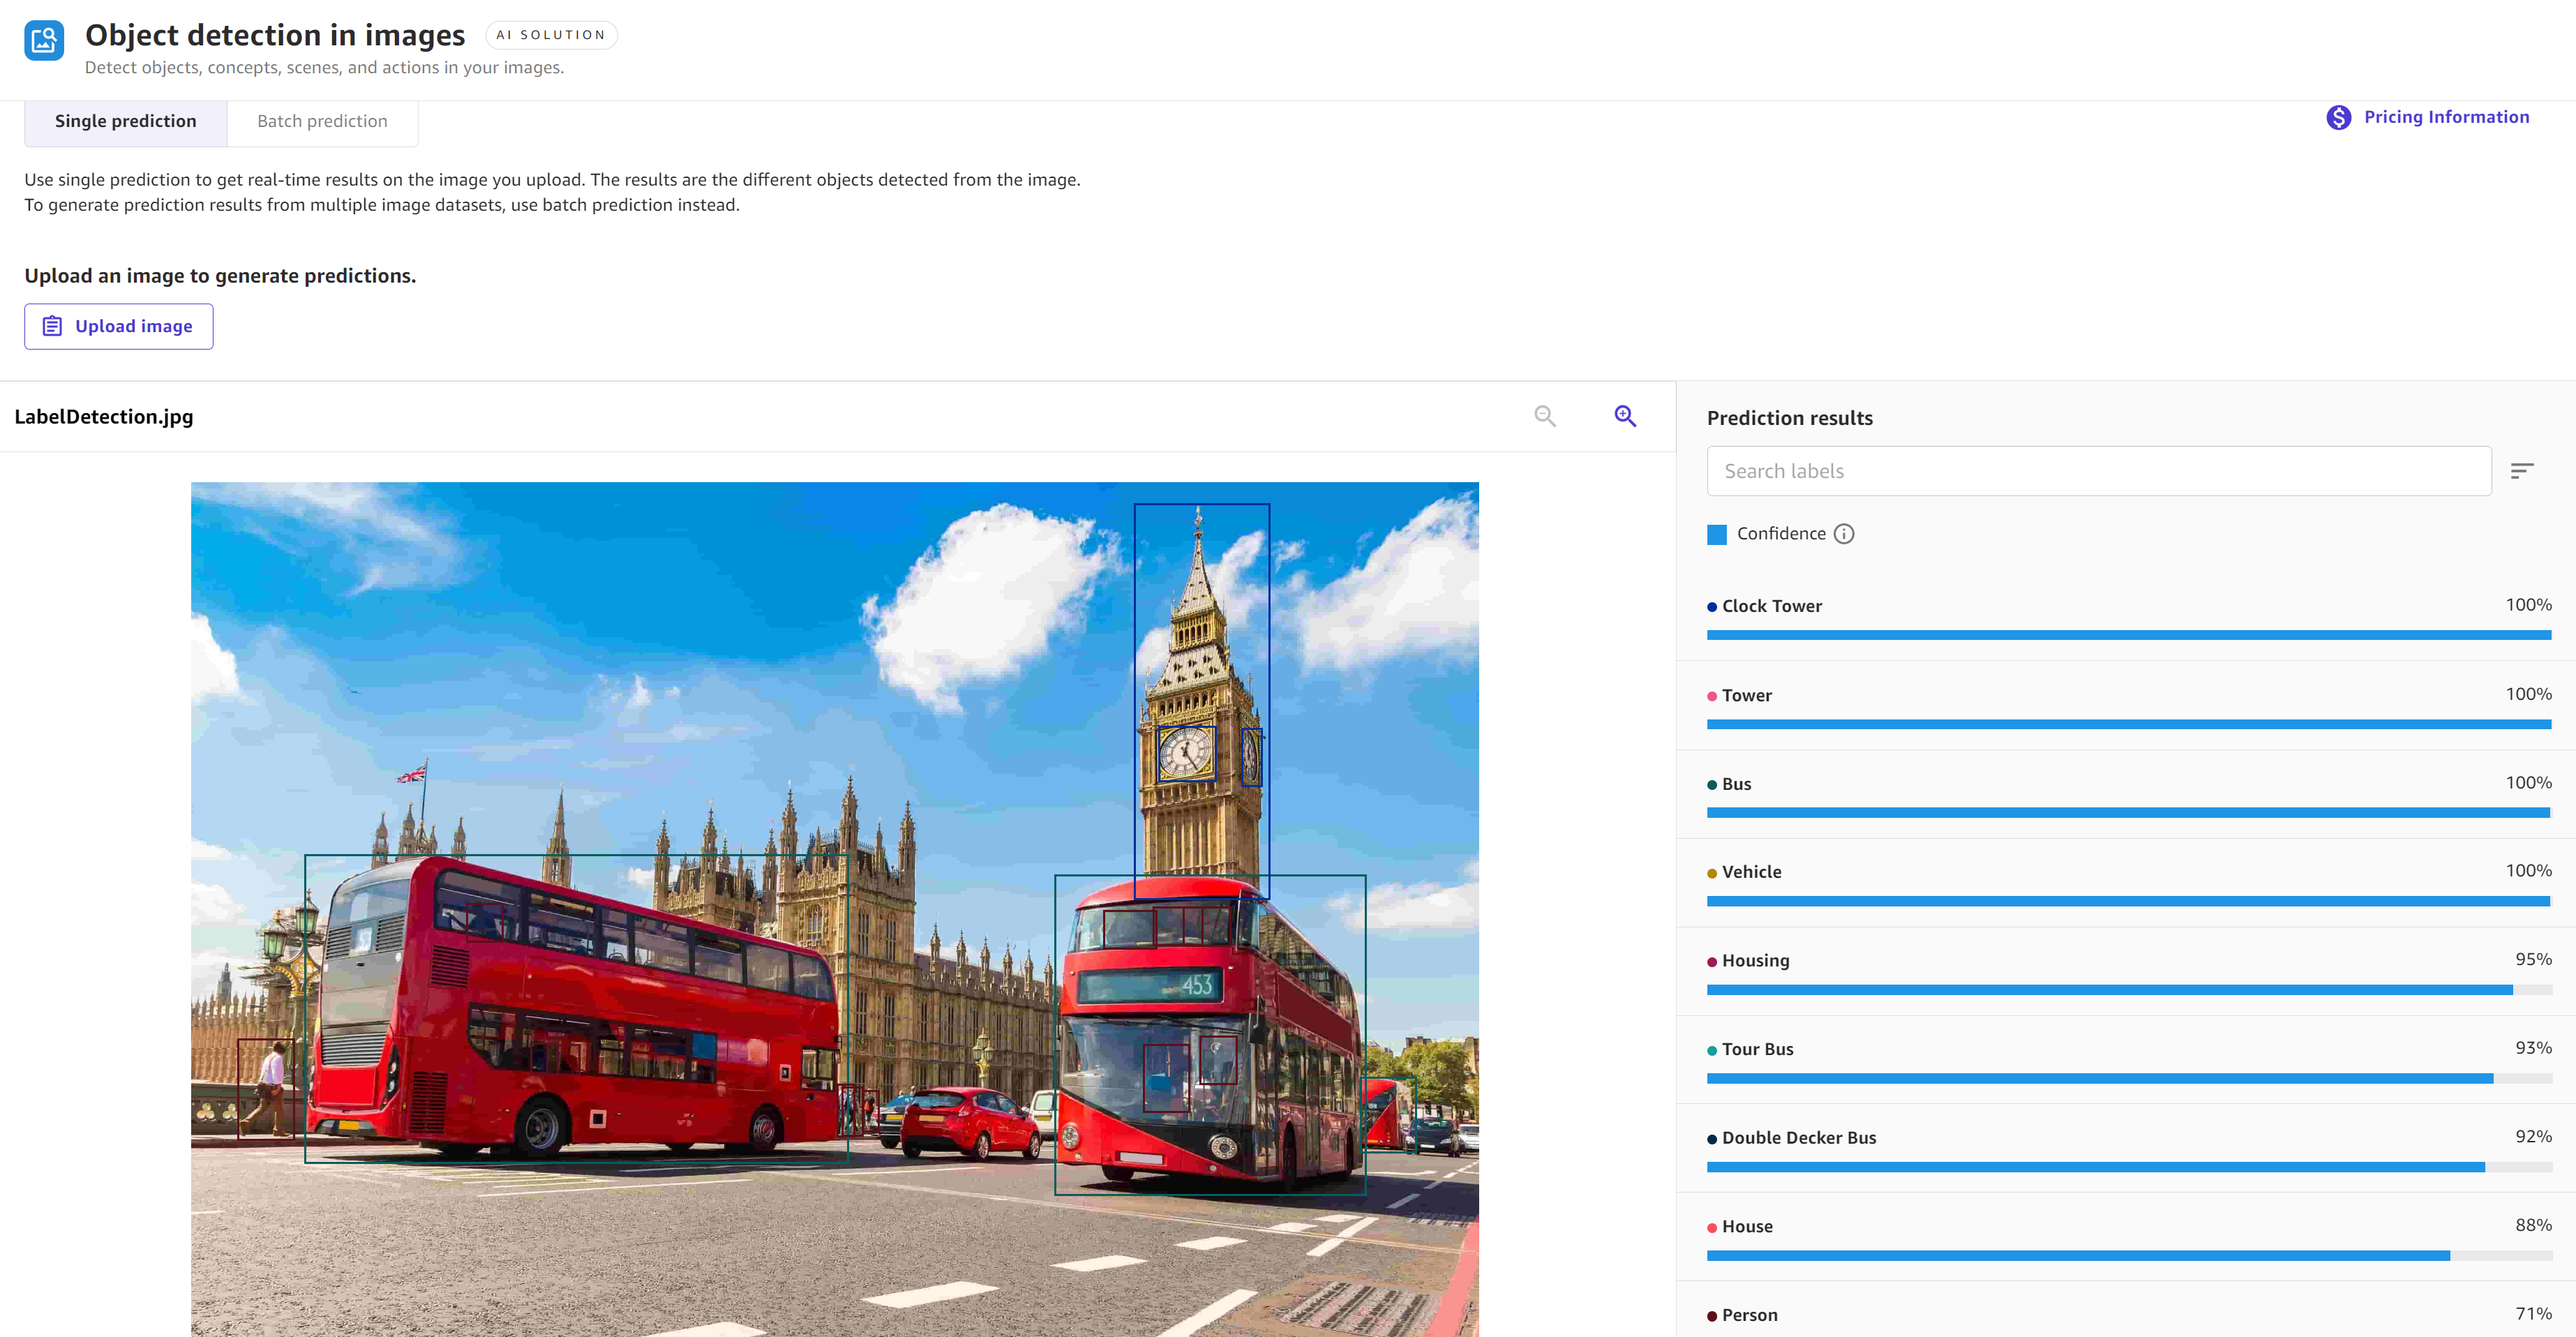 Object detection in images
AI SOLUTION
Detect objects, concepts, scenes, and actions in your images.
Single prediction
Batch prediction
Pricing Information
Use single prediction to get real-time results on the image you upload. The results are the different objects detected from the image.
To generate prediction results from multiple image datasets, use batch prediction instead.
Upload an image to generate predictions.
Upload image
LabelDetection.jpg
453
Prediction results
Search labels
Confidence
Clock Tower 100%
Tower 100%
Bus 100%
Vehicle 100%
Housing 95%
Tour Bus 93%
Double Decker Bus 92%
House 88%
Person 71%